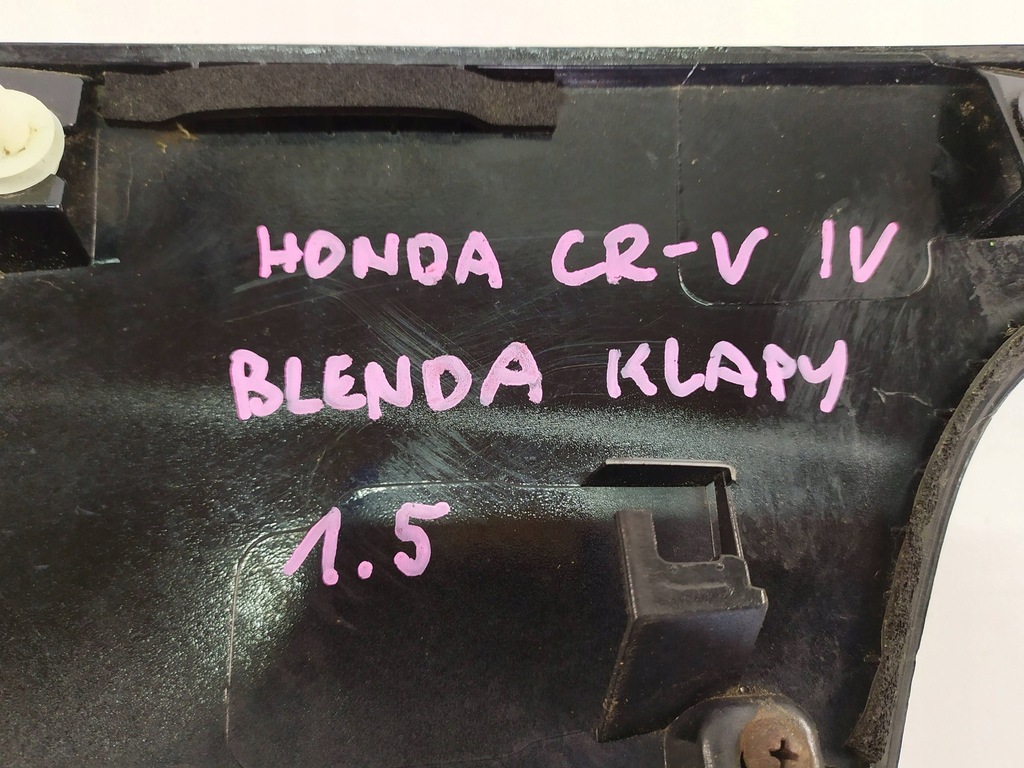 HONDA CR-V IV
BLENDA KLAPY
1.5